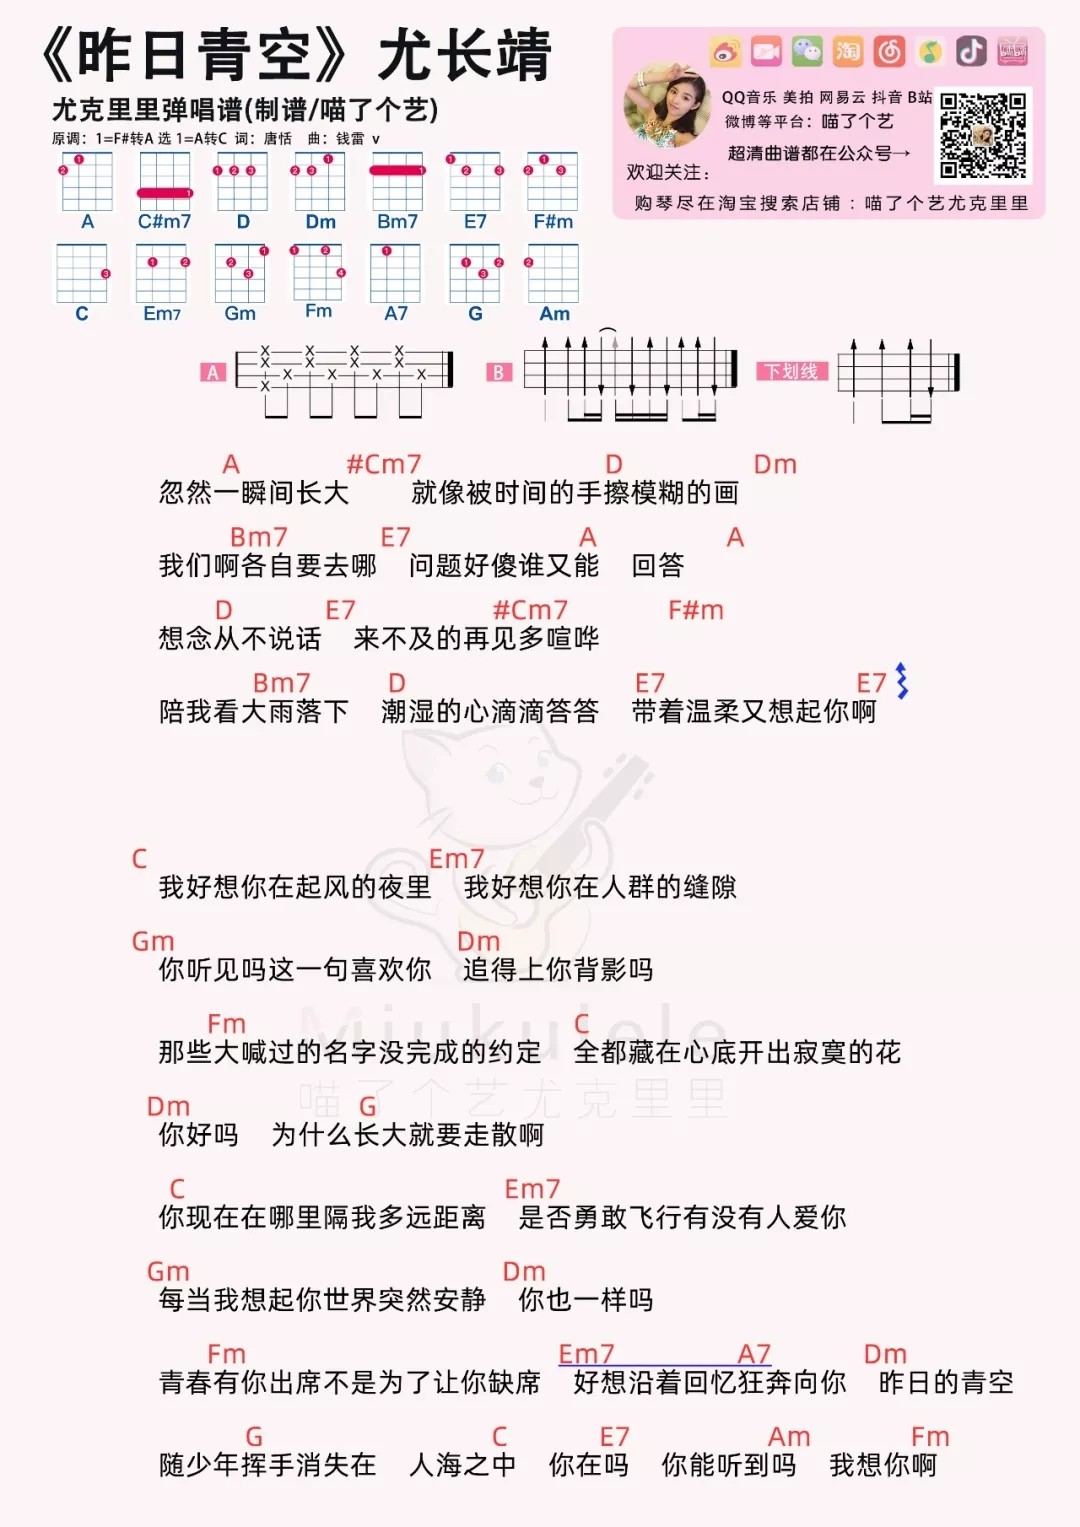 《昨日青空》尤长靖
尤克里里弹唱谱(制谱/喵了个艺)
原调：1=F#转A 选 1=A转C 词：唐恬 曲：钱雷 v
QQ音乐 美拍 网易云 抖音 B站
微博等平台：喵了个艺
超清曲谱都在公众号→
欢迎关注：
购琴尽在淘宝搜索店铺：喵了个艺尤克里里
淘
A C#m7 D Dm Bm7 E7 F#m
C Em7 Gm Fm A7 G Am
A B 下划线
A #Cm7 D Dm
忽然一瞬间长大 就像被时间的手擦模糊的画
Bm7 E7 A A
我们啊各自要去哪 问题好傻谁又能 回答
D E7 #Cm7 F#m
想念从不说话 来不及的再见多喧哗
Bm7 D E7 E7
陪我看大雨落下 潮湿的心滴滴答答 带着温柔又想起你啊
C Em7
我好想你在起风的夜里 我好想你在人群的缝隙
Gm Dm
你听见吗这一句喜欢你 追得上你背影吗
Fm C
那些大喊过的名字没完成的约定 全都藏在心底开出寂寞的花
Miukulele
喵了个艺尤克里里
Dm G
你好吗 为什么长大就要走散啊
C Em7
你现在在哪里隔我多远距离 是否勇敢飞行有没有人爱你
Gm Dm
每当我想起你世界突然安静 你也一样吗
Fm Em7 A7 Dm
青春有你出席不是为了让你缺席 好想沿着回忆狂奔向你 昨日的青空
G C E7 Am Fm
随少年挥手消失在 人海之中 你在吗 你能听到吗 我想你啊